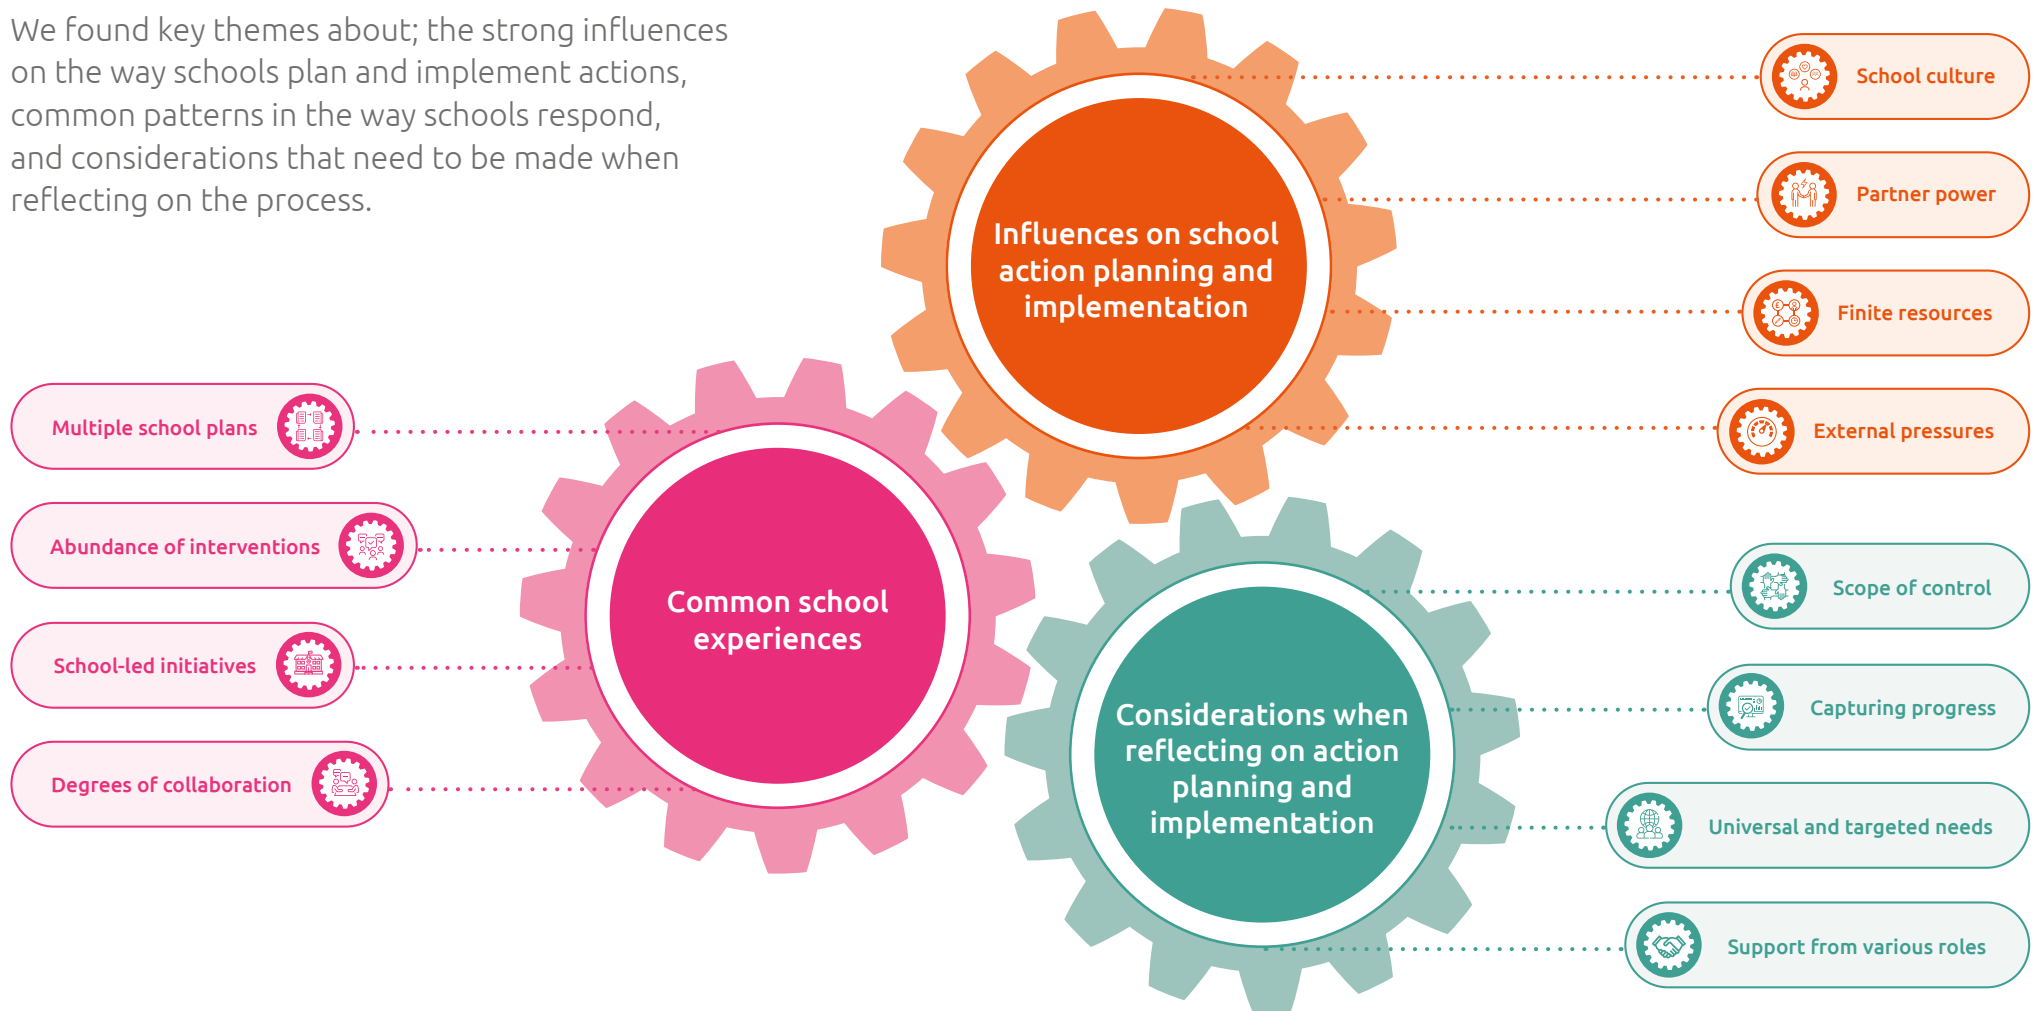 We found key themes about; the strong influences
on the way schools plan and implement actions,
common patterns in the way schools respond,
and considerations that need to be made when
reflecting on the process.
Influences on school
action planning and
implementation
School culture
Partner power
Finite resources
External pressures
Common school
experiences
Multiple school plans
Abundance of interventions
School-led initiatives
Degrees of collaboration
Considerations when
reflecting on action
planning and
implementation
Scope of control
Capturing progress
Universal and targeted needs
Support from various roles